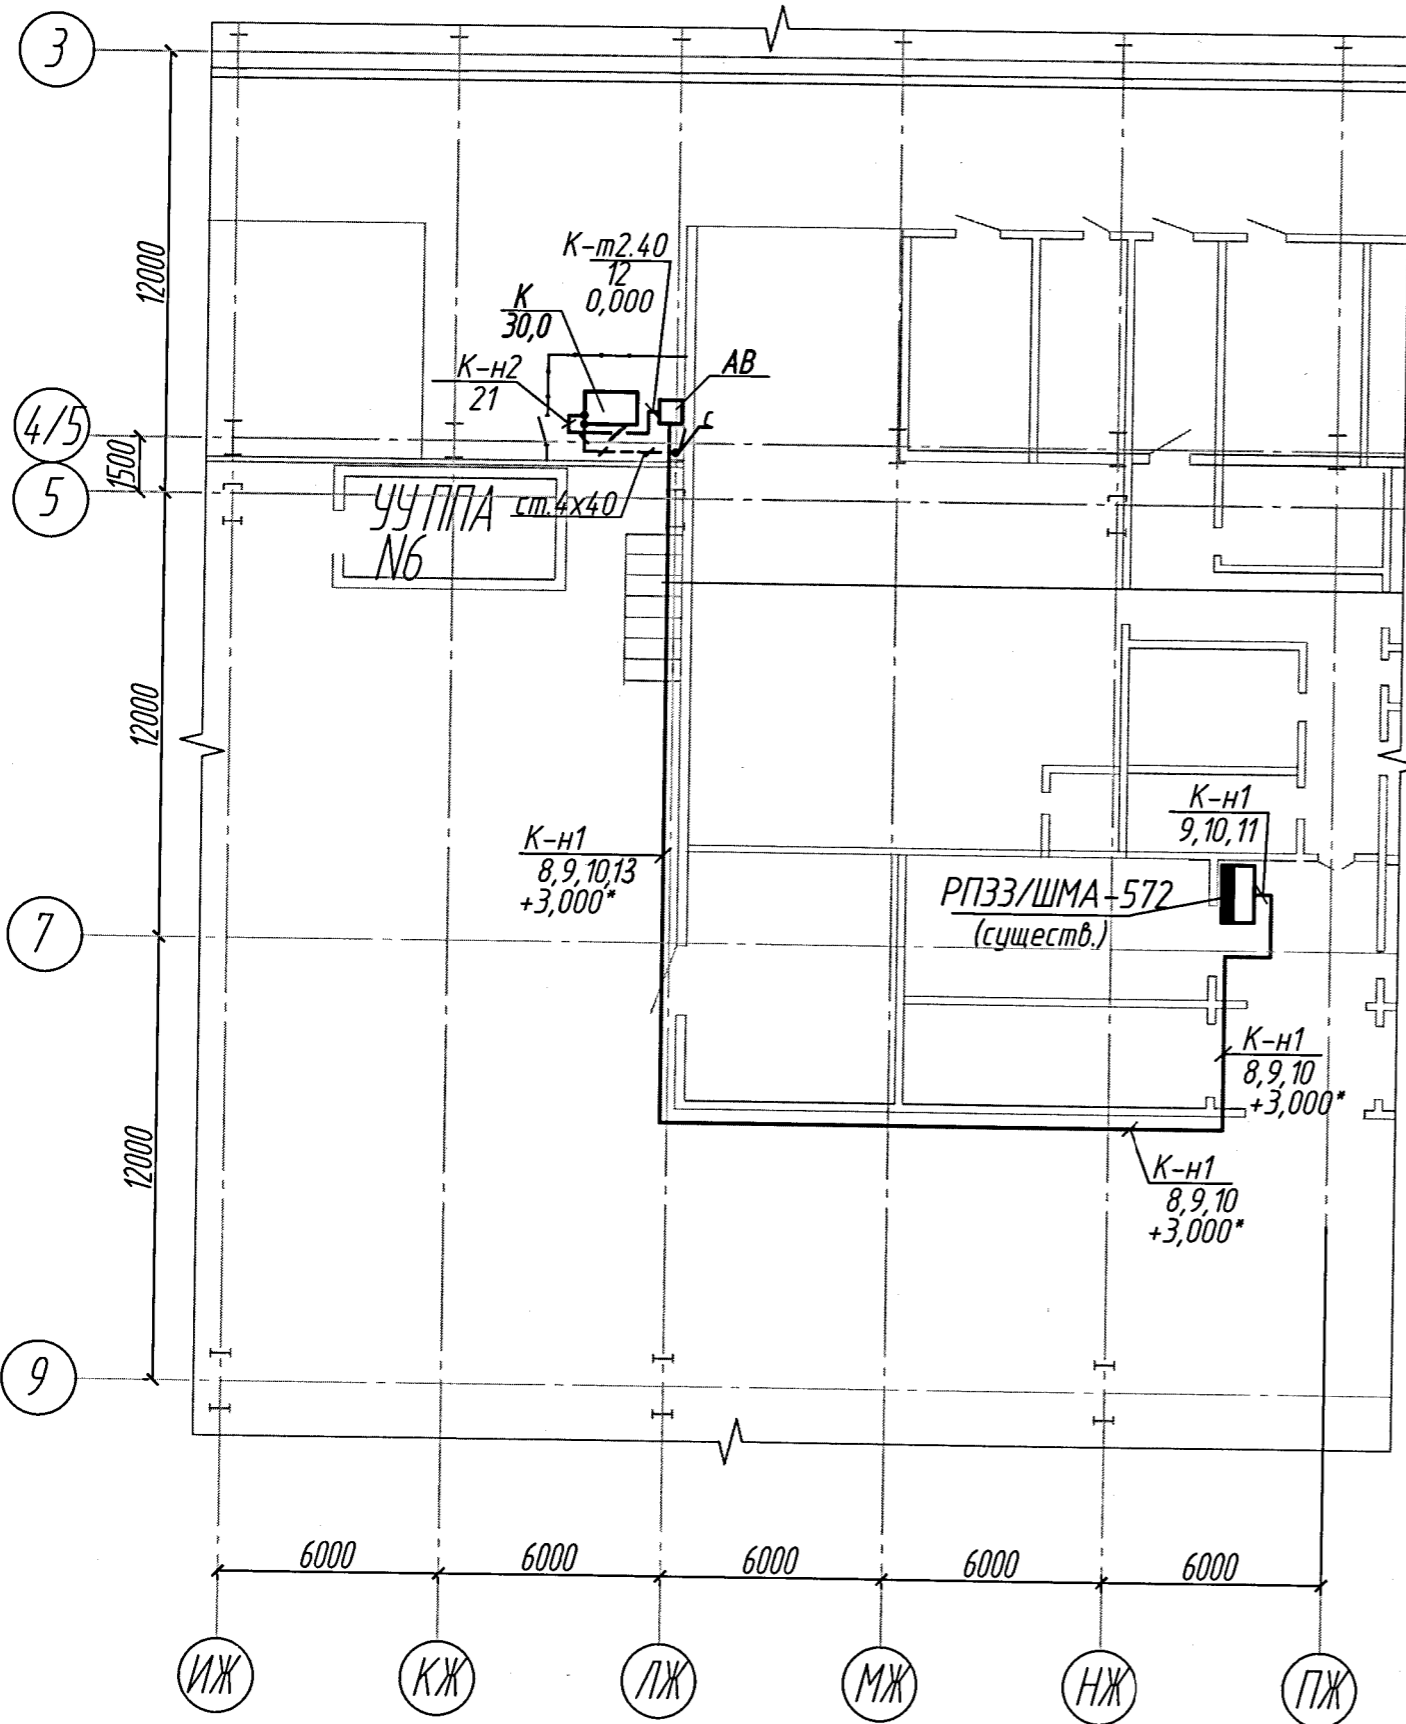 3
12000
К-т2.40
12
0,000
К
30,0
К-н2
21
АВ
с
4/5
1500
5
УУ ППА
N6
ст.4х40
12000
К-н1
8,9,10,13
+3,000*
К-н1
9,10,11
РП33/ШМА-572
(существ.)
7
К-н1
8,9,10
+3,000*
12000
К-н1
8,9,10
+3,000*
9
6000
6000
6000
6000
6000
ИЖ
КЖ
ЛЖ
МЖ
НЖ
ПЖ